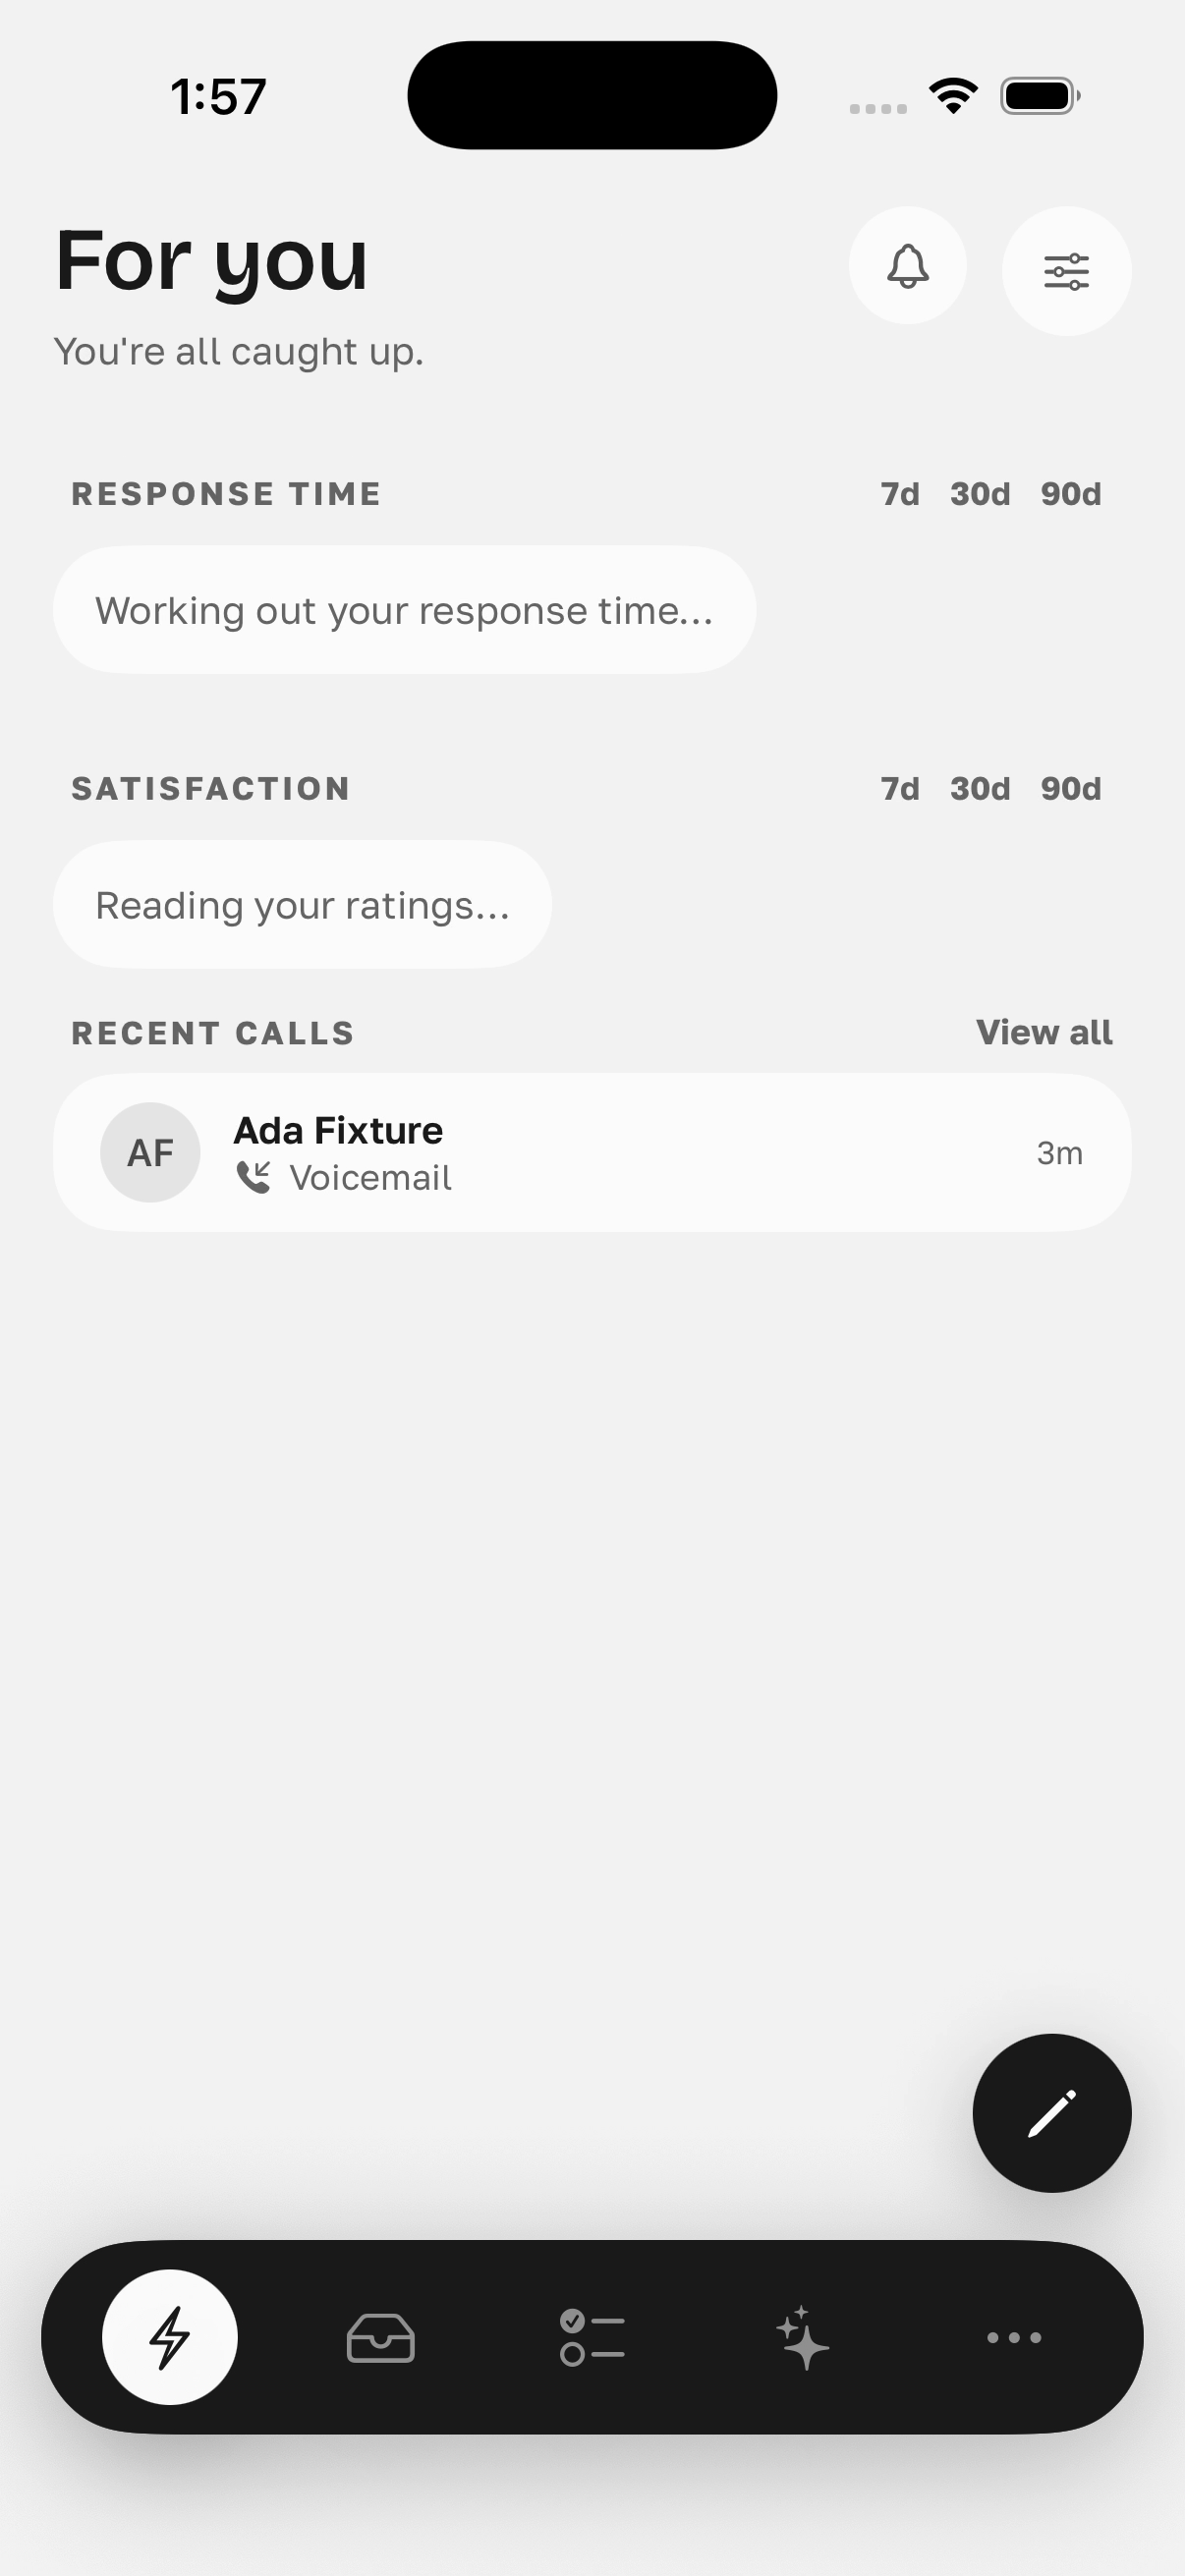 1:57
For you
You're all caught up.
RESPONSE TIME 7d 30d 90d
Working out your response time...
SATISFACTION 7d 30d 90d
Reading your ratings...
RECENT CALLS View all
AF
Ada Fixture
Voicemail
3m